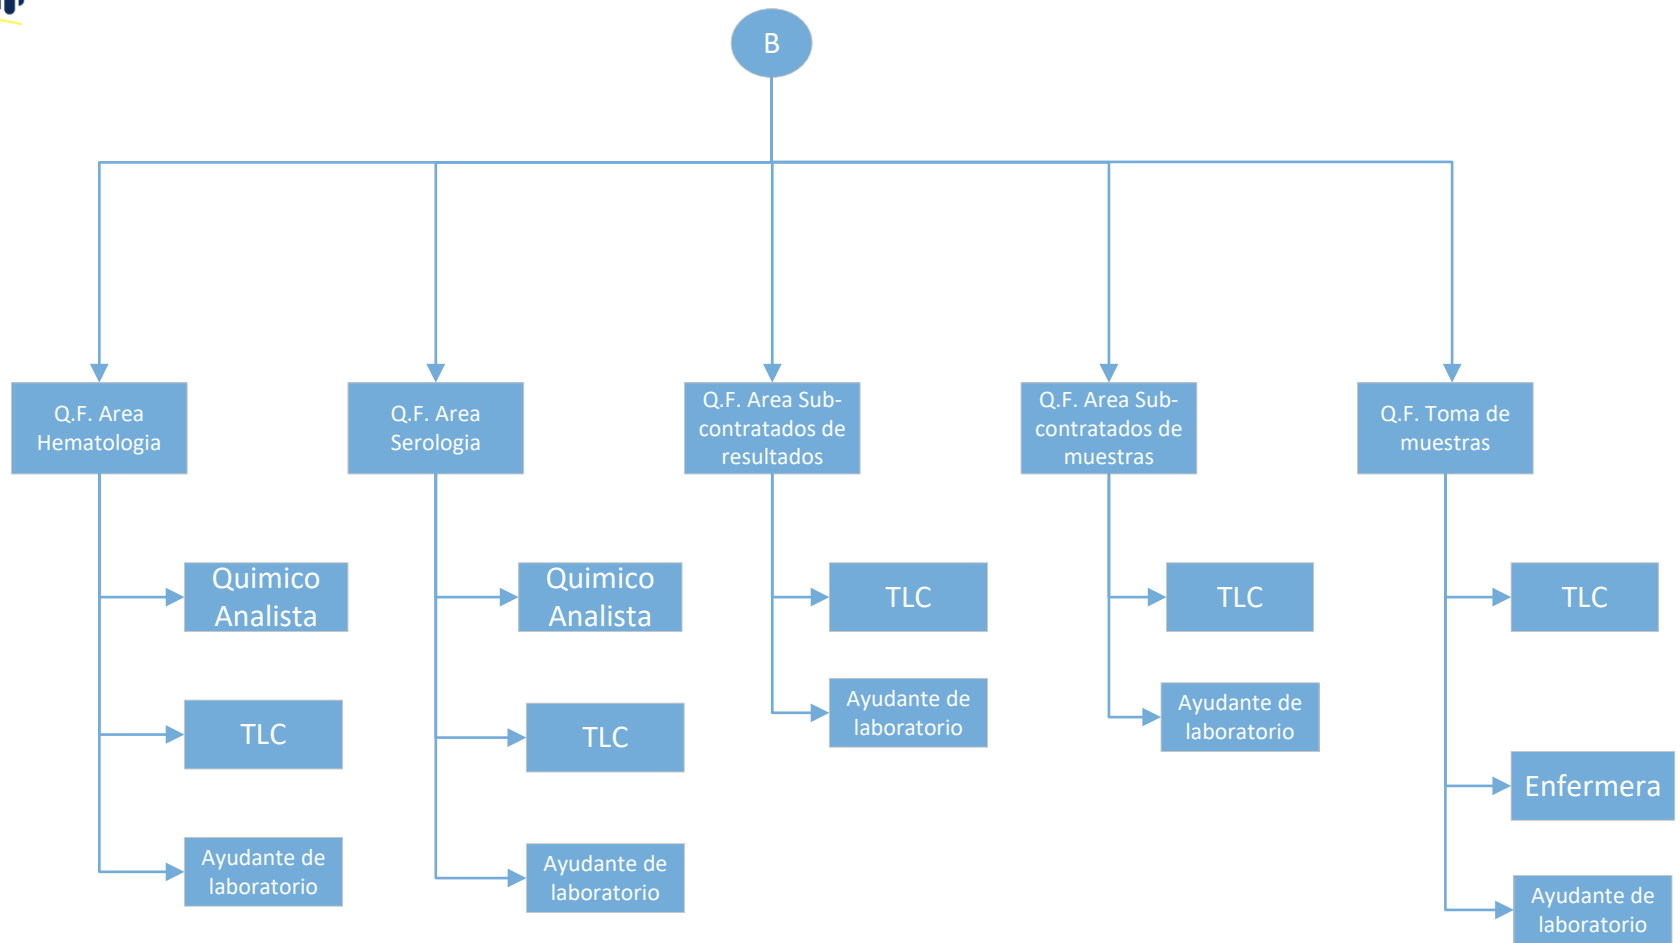 B
Q.F. Area
Hematologia
Q.F. Area
Serologia
Q.F. Area Sub-
contratados de
resultados
Q.F. Area Sub-
contratados de
muestras
Q.F. Toma de
muestras
Quimico
Analista
Quimico
Analista
TLC
TLC
TLC
Ayudante de
laboratorio
Ayudante de
laboratorio
TLC
TLC
Enfermera
Ayudante de
laboratorio
Ayudante de
laboratorio
Ayudante de
laboratorio